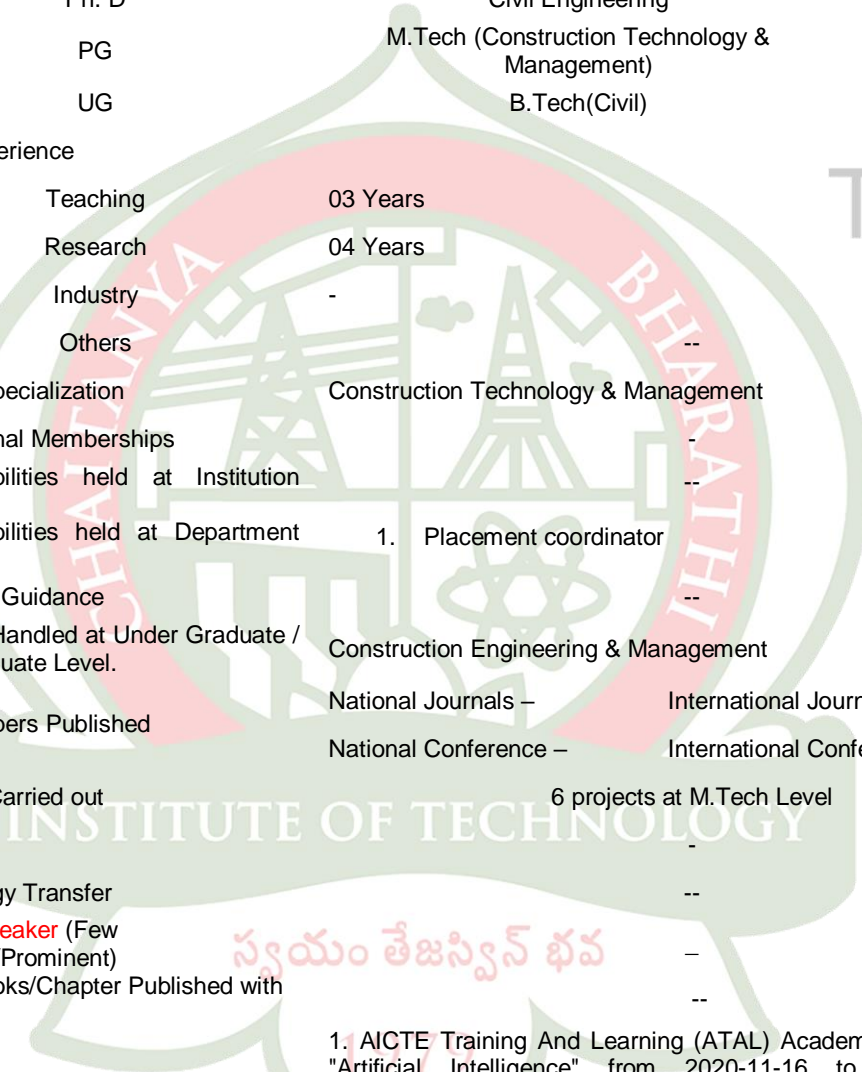 Ph. D Civil Engineering
PG M.Tech (Construction Technology &
Management)
UG B.Tech(Civil)
erience
Teaching 03 Years
Research 04 Years
Industry -
Others --
pecialization Construction Technology & Management
nal Memberships -
bilities held at Institution --
bilities held at Department 1. Placement coordinator
Guidance --
Handled at Under Graduate /
uate Level. Construction Engineering & Management
pers Published National Journals – International Journ
National Conference – International Confe
Carried out 6 projects at M.Tech Level
-
gy Transfer --
eaker (Few
/Prominent) –
oks/Chapter Published with --
1. AICTE Training And Learning (ATAL) Academ
"Artificial Intelligence" from 2020-11-16 to
CHAITANYA BHARATHI
INSTITUTE OF TECHNOLOGY
స్వయం తేజస్విన్ భవ
1979
T